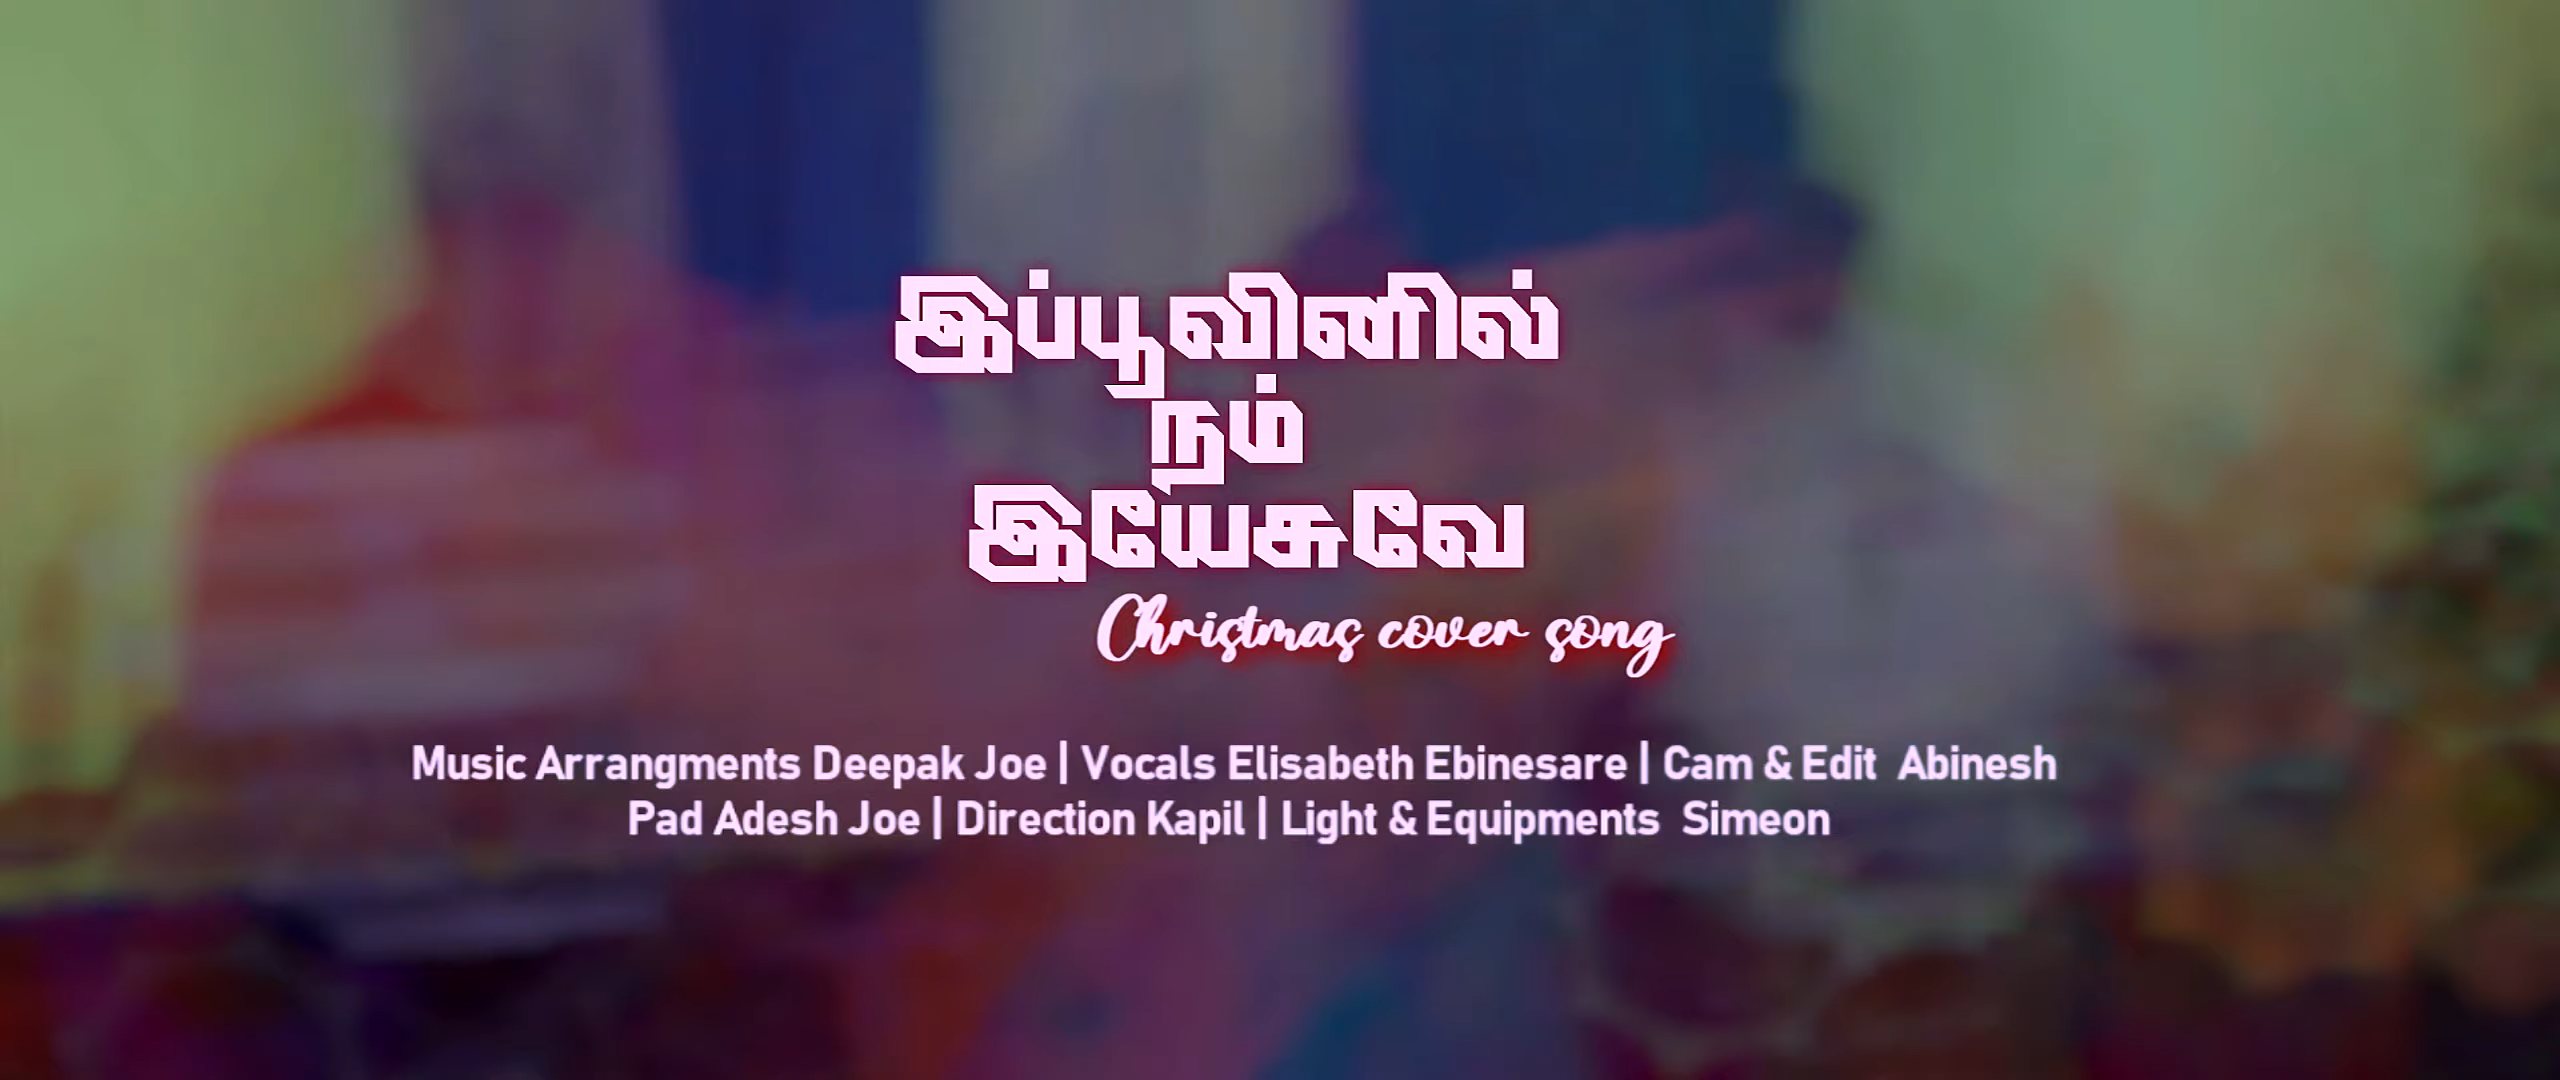 இப்பூவினில்
நம்
இயேசுவே
Christmas cover song
Music Arrangments Deepak Joe | Vocals Elisabeth Ebinesare | Cam & Edit Abinesh
Pad Adesh Joe | Direction Kapil | Light & Equipments Simeon